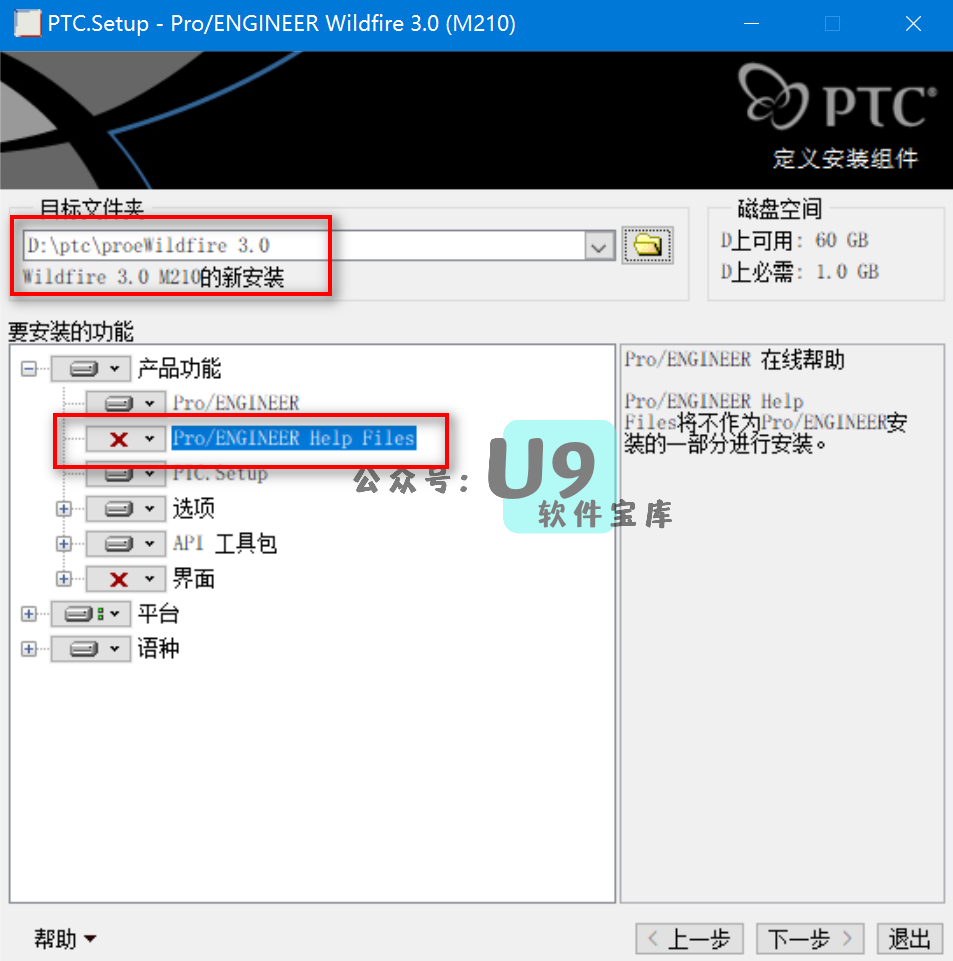 PTC.Setup - Pro/ENGINEER Wildfire 3.0 (M210)
PTC®
定义安装组件
目标文件夹
D:\ptc\proeWildfire 3.0
Wildfire 3.0 M210的新安装
磁盘空间
D上可用: 60 GB
D上必需: 1.0 GB
要安装的功能
产品功能
Pro/ENGINEER
Pro/ENGINEER Help Files
PTC.Setup
选项
API 工具包
界面
平台
语种
Pro/ENGINEER 在线帮助
Pro/ENGINEER Help
Files将不作为Pro/ENGINEER安
装的一部分进行安装。
公众号：U9
软件宝库
帮助
上一步
下一步
退出